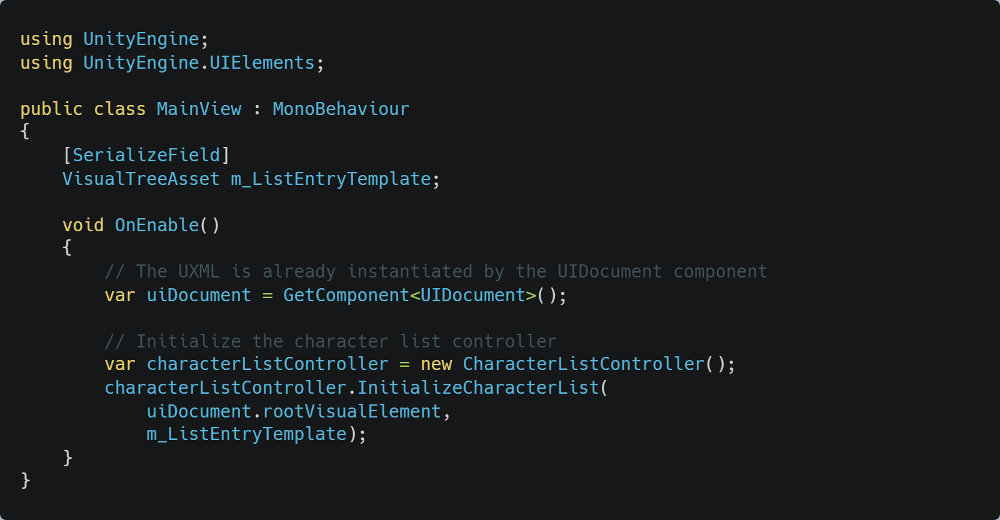 using UnityEngine;
using UnityEngine.UIElements;

public class MainView : MonoBehaviour
{
    [SerializeField]
    VisualTreeAsset m_ListEntryTemplate;

    void OnEnable()
    {
        // The UXML is already instantiated by the UIDocument component
        var uiDocument = GetComponent<UIDocument>();

        // Initialize the character list controller
        var characterListController = new CharacterListController();
        characterListController.InitializeCharacterList(
            uiDocument.rootVisualElement,
            m_ListEntryTemplate);
    }
}